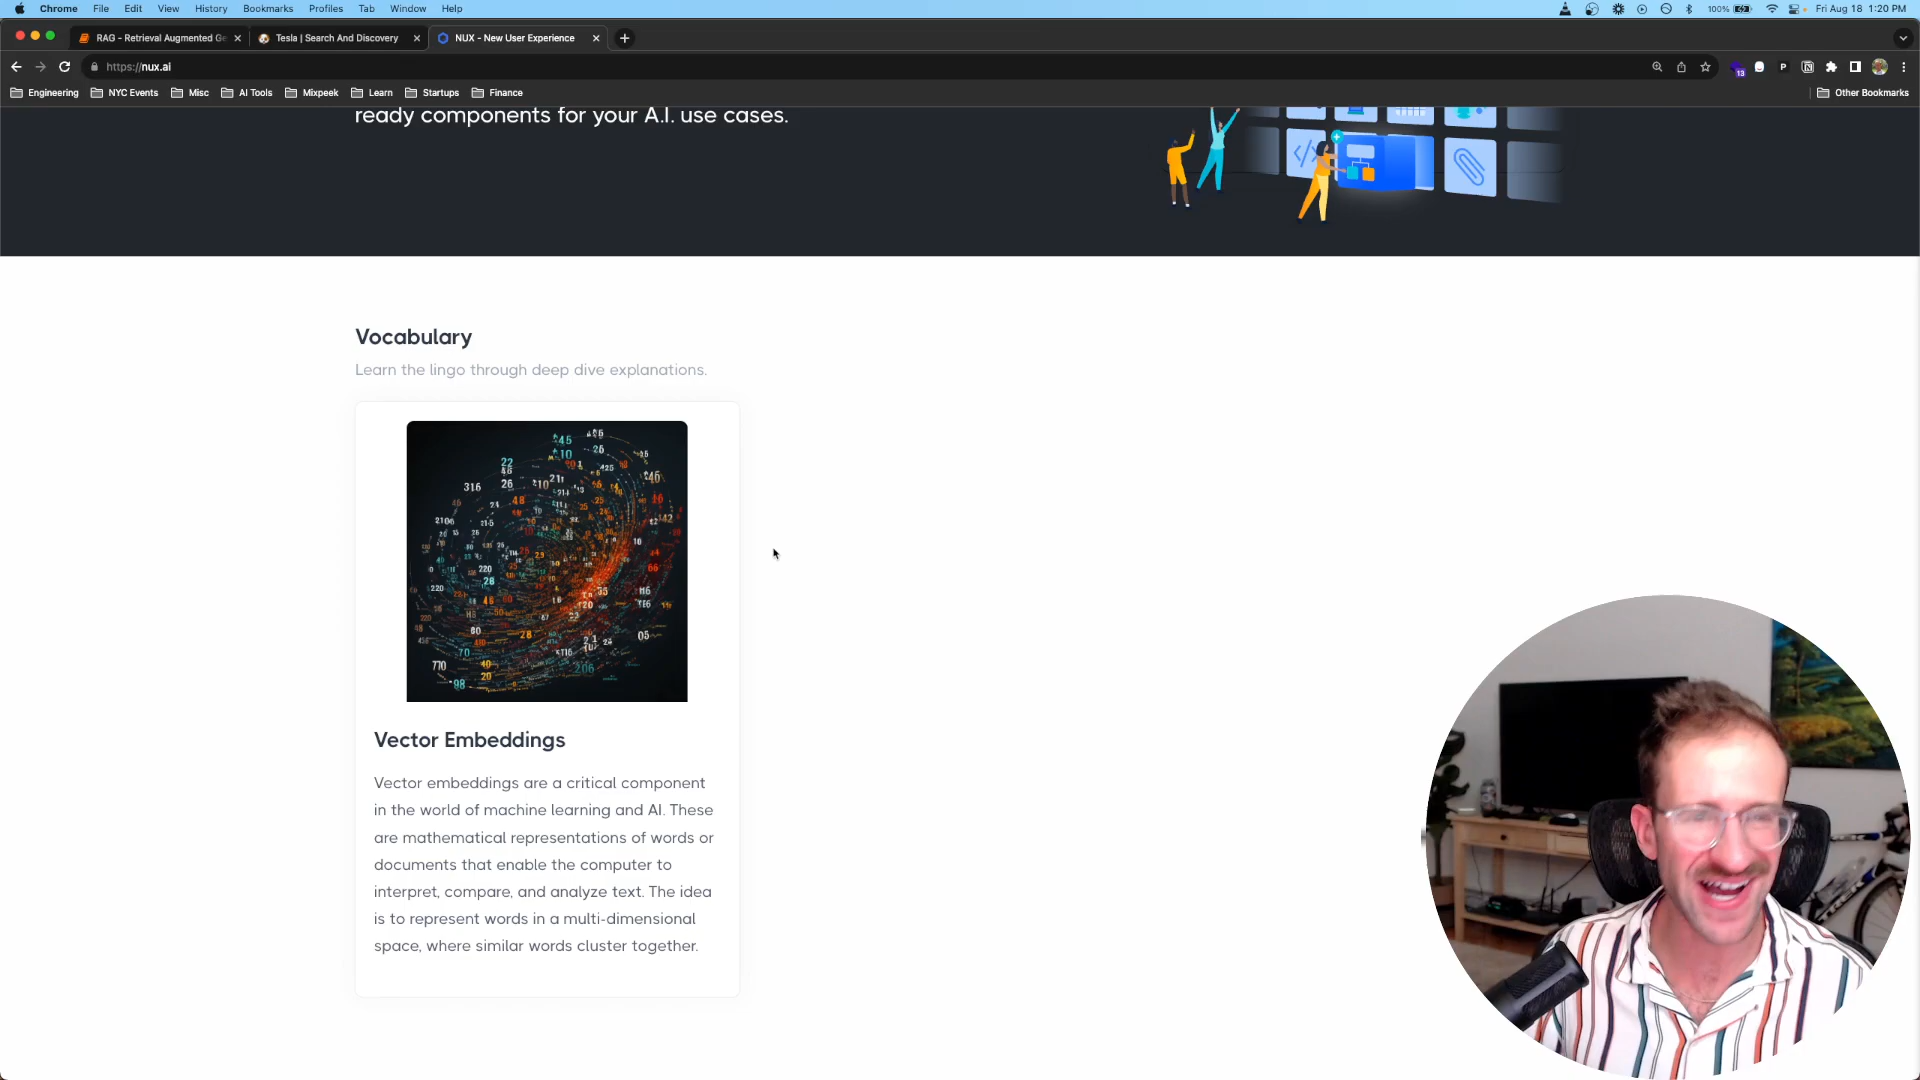 Chrome File Edit View History Bookmarks Profiles Tab Window Help 100% Fri Aug 18 1:20 PM
RAG - Retrieval Augmented Ge Tesla | Search And Discovery NUX - New User Experience
https://nux.ai 13 P
Engineering NYC Events Misc AI Tools Mixpeek Learn Startups Finance Other Bookmarks
ready components for your A.I. use cases.
Vocabulary
Learn the lingo through deep dive explanations.
Vector Embeddings
Vector embeddings are a critical component
in the world of machine learning and AI. These
are mathematical representations of words or
documents that enable the computer to
interpret, compare, and analyze text. The idea
is to represent words in a multi-dimensional
space, where similar words cluster together.